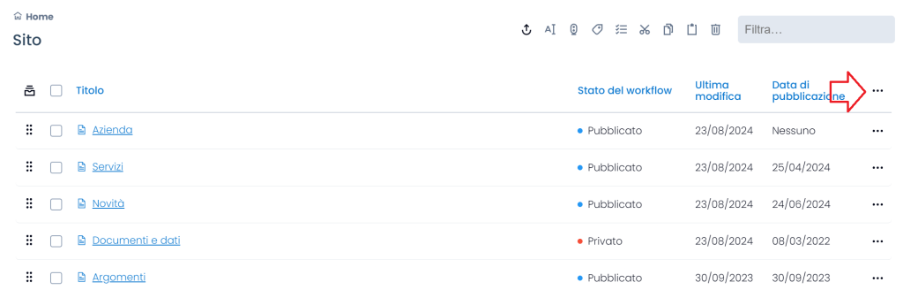 Home
Sito
Filtra...
Titolo Stato del workflow Ultima modifica Data di pubblicazione
Azienda Pubblicato 23/08/2024 Nessuno
Servizi Pubblicato 23/08/2024 25/04/2024
Novità Pubblicato 23/08/2024 24/06/2024
Documenti e dati Privato 23/08/2024 08/03/2022
Argomenti Pubblicato 30/09/2023 30/09/2023